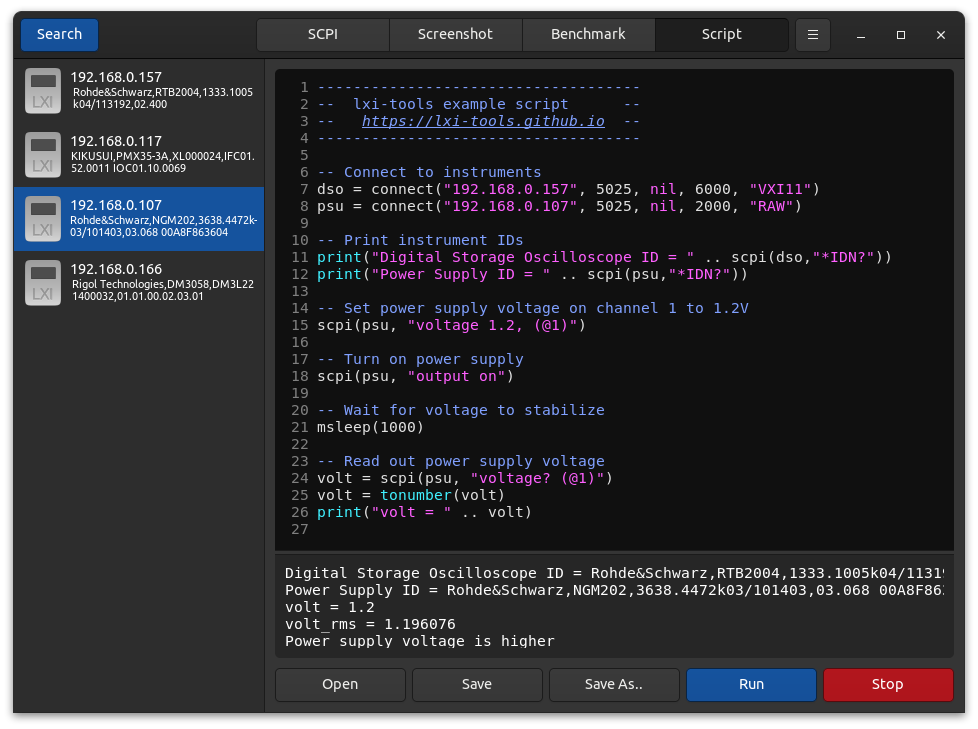 Search
SCPI
Screenshot
Benchmark
Script
192.168.0.157
Rohde&Schwarz,RTB2004,1333.1005
k04/113192,02.400
LXI
192.168.0.117
KIKUSUI,PMX35-3A,XL000024,IFC01.
52.0011 IOC01.10.0069
LXI
192.168.0.107
Rohde&Schwarz,NGM202,3638.4472k-
03/101403,03.068 00A8F863604
LXI
192.168.0.166
Rigol Technologies,DM3058,DM3L22
1400032,01.01.00.02.03.01
LXI
1 ------------------------------------
2 --  lxi-tools example script      --
3 --   https://lxi-tools.github.io  --
4 ------------------------------------
5
6 -- Connect to instruments
7 dso = connect("192.168.0.157", 5025, nil, 6000, "VXI11")
8 psu = connect("192.168.0.107", 5025, nil, 2000, "RAW")
9
10 -- Print instrument IDs
11 print("Digital Storage Oscilloscope ID = " .. scpi(dso,"*IDN?"))
12 print("Power Supply ID = " .. scpi(psu,"*IDN?"))
13
14 -- Set power supply voltage on channel 1 to 1.2V
15 scpi(psu, "voltage 1.2, (@1)")
16
17 -- Turn on power supply
18 scpi(psu, "output on")
19
20 -- Wait for voltage to stabilize
21 msleep(1000)
22
23 -- Read out power supply voltage
24 volt = scpi(psu, "voltage? (@1)")
25 volt = tonumber(volt)
26 print("volt = " .. volt)
27
Digital Storage Oscilloscope ID = Rohde&Schwarz,RTB2004,1333.1005k04/1131
Power Supply ID = Rohde&Schwarz,NGM202,3638.4472k03/101403,03.068 00A8F86
volt = 1.2
volt_rms = 1.196076
Power supply voltage is higher
Open
Save
Save As..
Run
Stop